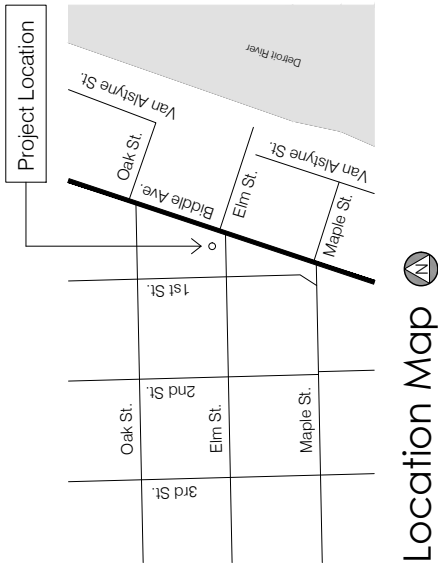 Project Location
Detroit River
Van Alstyne St.
Oak St.
Biddle Ave.
Elm St.
Van Alstyne St.
Maple St.
1st St.
2nd St.
Oak St.
Elm St.
Maple St.
3rd St.
Location Map
N